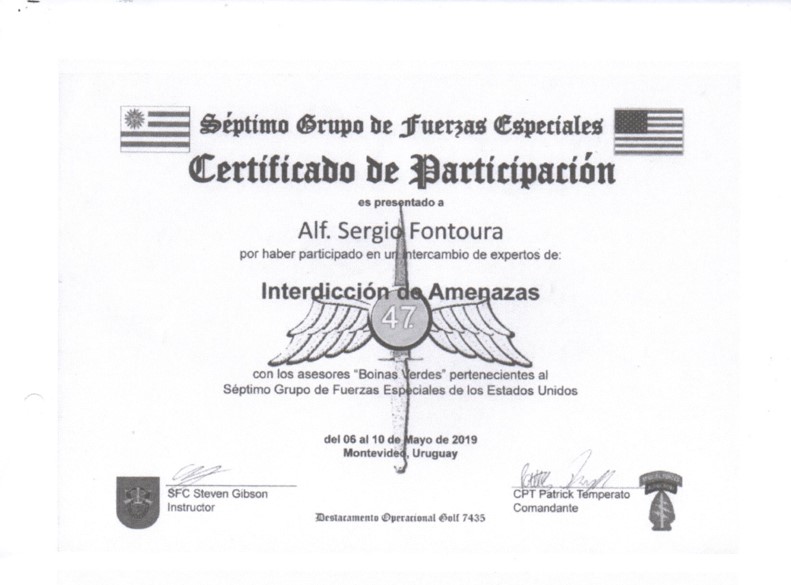 Séptimo Grupo de Fuerzas Especiales
Certificado de Participación
es presentado a
Alf. Sergio Fontoura
por haber participado en un intercambio de expertos de:
Interdicción de Amenazas
47
con los asesores “Boinas Verdes” pertenecientes al
Séptimo Grupo de Fuerzas Especiales de los Estados Unidos
del 06 al 10 de Mayo de 2019
Montevideo, Uruguay
SFC Steven Gibson
Instructor
CPT Patrick Temperato
Comandante
Destacamento Operacional Golf 7435